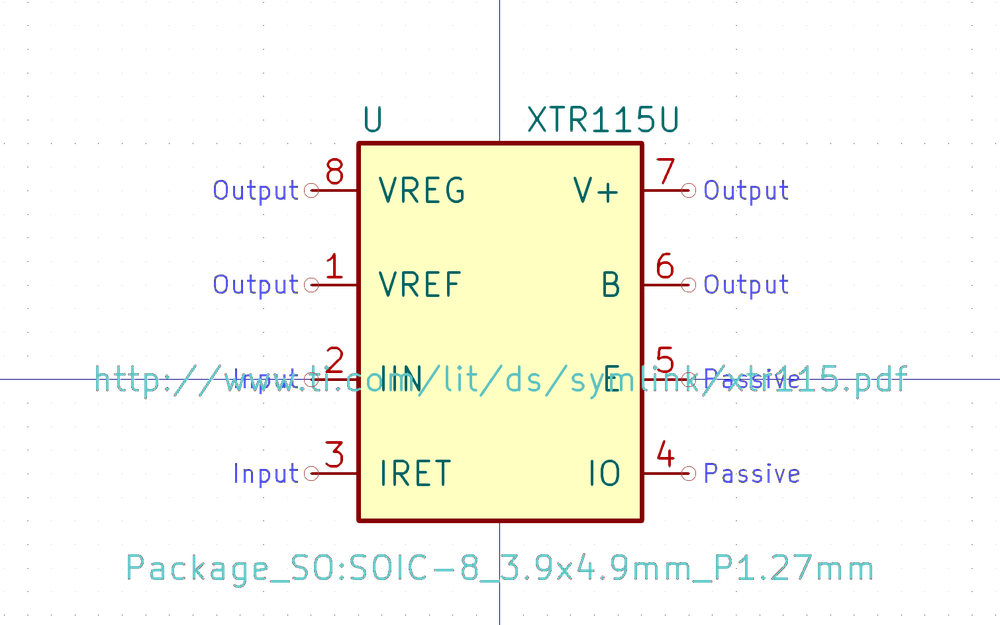 U XTR115U
8 7
Output VREG V+ Output
1 6
Output VREF B Output
2 5
Input IIN E Passive
http://www.ti.com/lit/ds/symlink/xtr115.pdf
3 4
Input IRET IO Passive
Package_SO:SOIC-8_3.9x4.9mm_P1.27mm